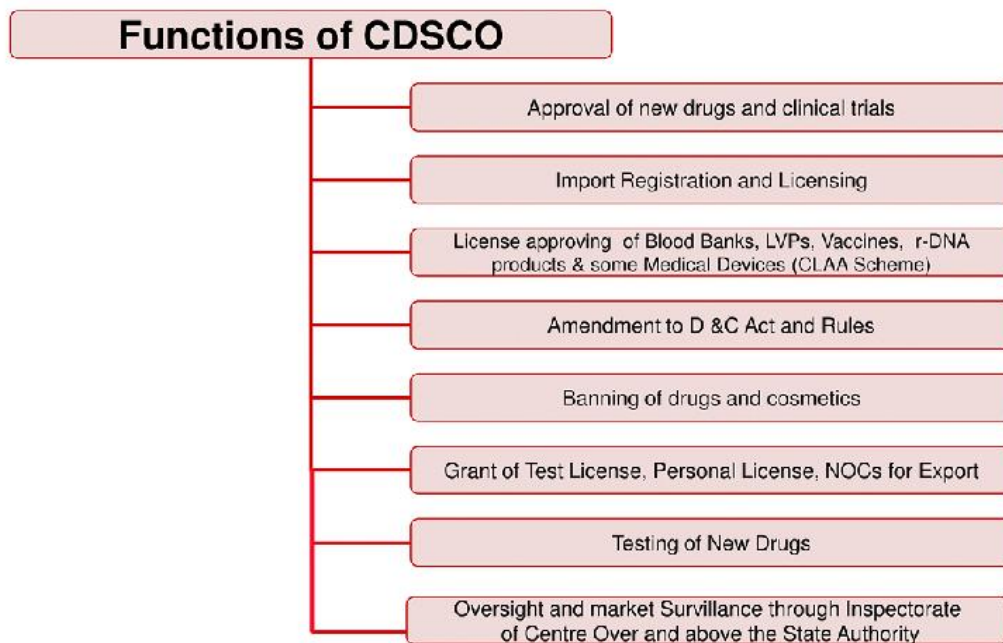 Functions of CDSCO
Approval of new drugs and clinical trials
Import Registration and Licensing
License approving of Blood Banks, LVPs, Vaccines, r-DNA
products & some Medical Devices (CLAA Scheme)
Amendment to D &C Act and Rules
Banning of drugs and cosmetics
Grant of Test License, Personal License, NOCs for Export
Testing of New Drugs
Oversight and market Survillance through Inspectorate
of Centre Over and above the State Authority